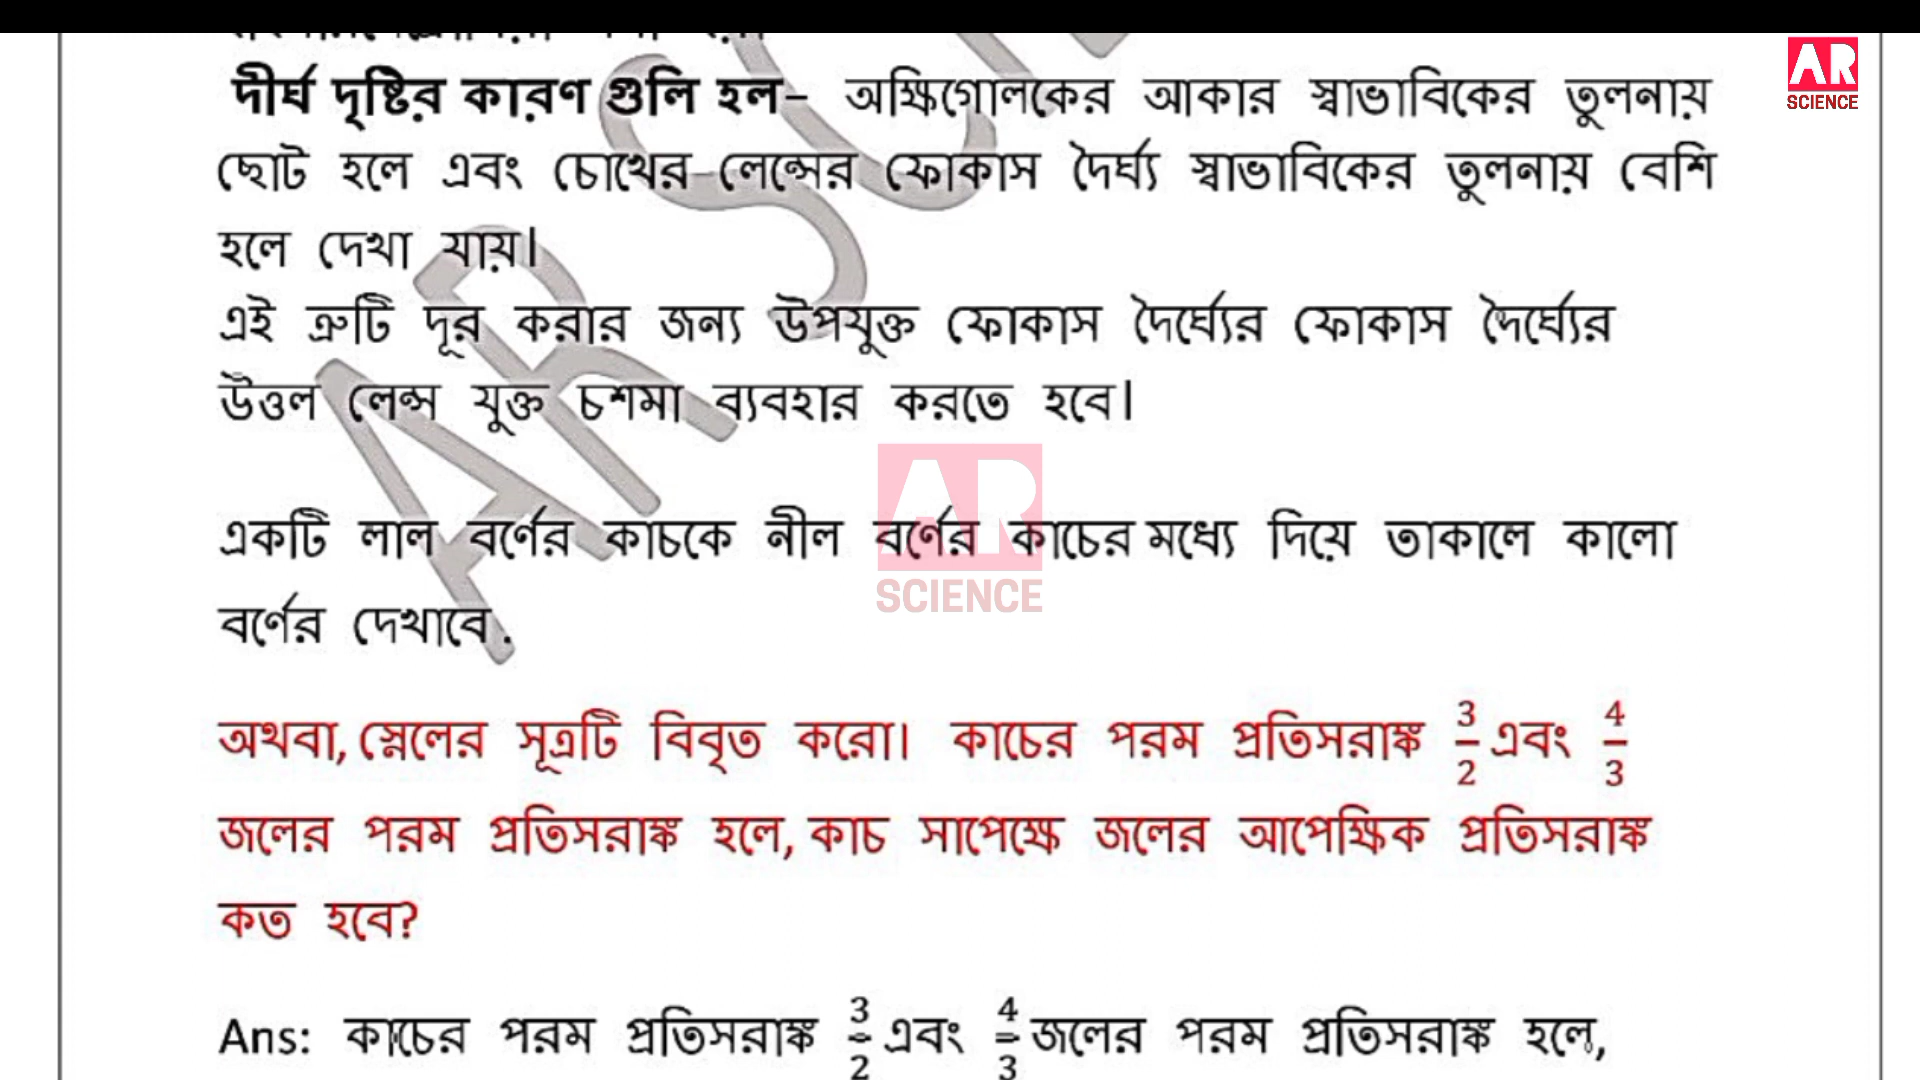 AR
SCIENCE
দীর্ঘ দৃষ্টির কারণ গুলি হল– অক্ষিগোলকের আকার স্বাভাবিকের তুলনায়
ছোট হলে এবং চোখের লেন্সের ফোকাস দৈর্ঘ্য স্বাভাবিকের তুলনায় বেশি
হলে দেখা যায়।
এই ত্রুটি দূর করার জন্য উপযুক্ত ফোকাস দৈর্ঘ্যের ফোকাস দৈর্ঘ্যের
উত্তল লেন্স যুক্ত চশমা ব্যবহার করতে হবে।
AR
SCIENCE
একটি লাল বর্ণের কাচকে নীল বর্ণের কাচের মধ্যে দিয়ে তাকালে কালো
বর্ণের দেখাবে.
অথবা, স্নেলের সূত্রটি বিবৃত করো। কাচের পরম প্রতিসরাঙ্ক 3/2 এবং 4/3
জলের পরম প্রতিসরাঙ্ক হলে, কাচ সাপেক্ষে জলের আপেক্ষিক প্রতিসরাঙ্ক
কত হবে?
Ans: কাচের পরম প্রতিসরাঙ্ক 3/2 এবং 4/3 জলের পরম প্রতিসরাঙ্ক হলে,